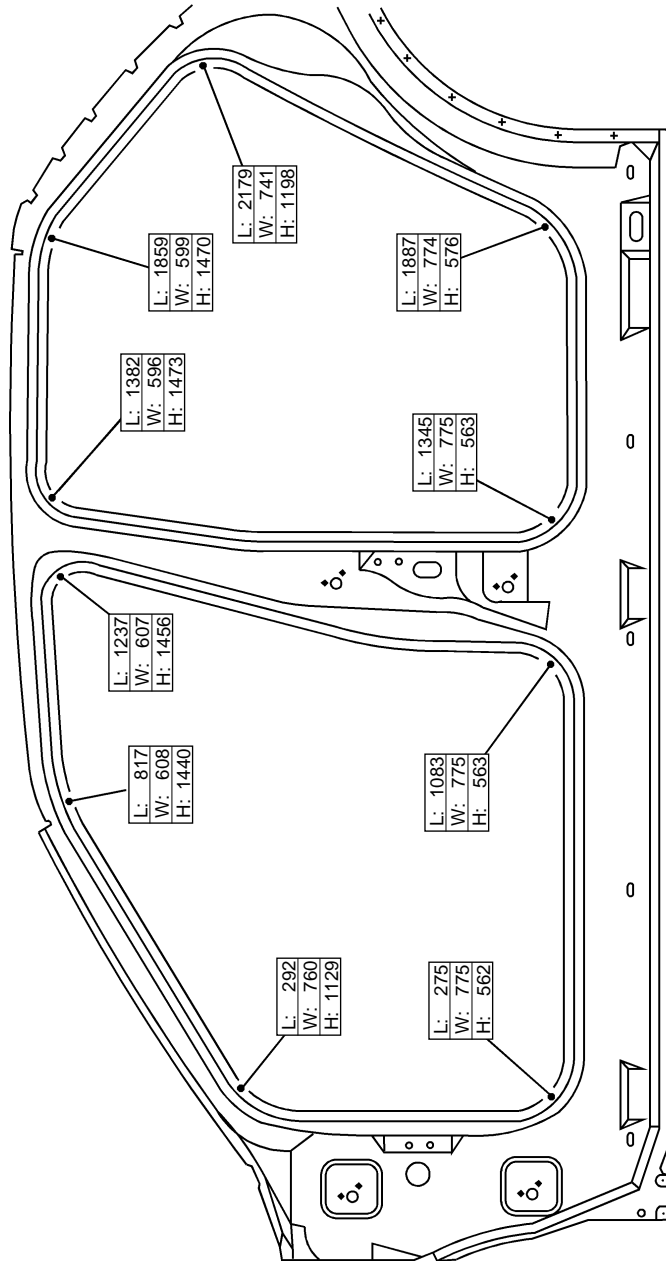 L: 2179
W: 741
H: 1198
L: 1859
W: 599
H: 1470
L: 1887
W: 774
H: 576
L: 1382
W: 596
H: 1473
L: 1345
W: 775
H: 563
L: 1237
W: 607
H: 1456
L: 817
W: 608
H: 1440
L: 1083
W: 775
H: 563
L: 292
W: 760
H: 1129
L: 275
W: 775
H: 562